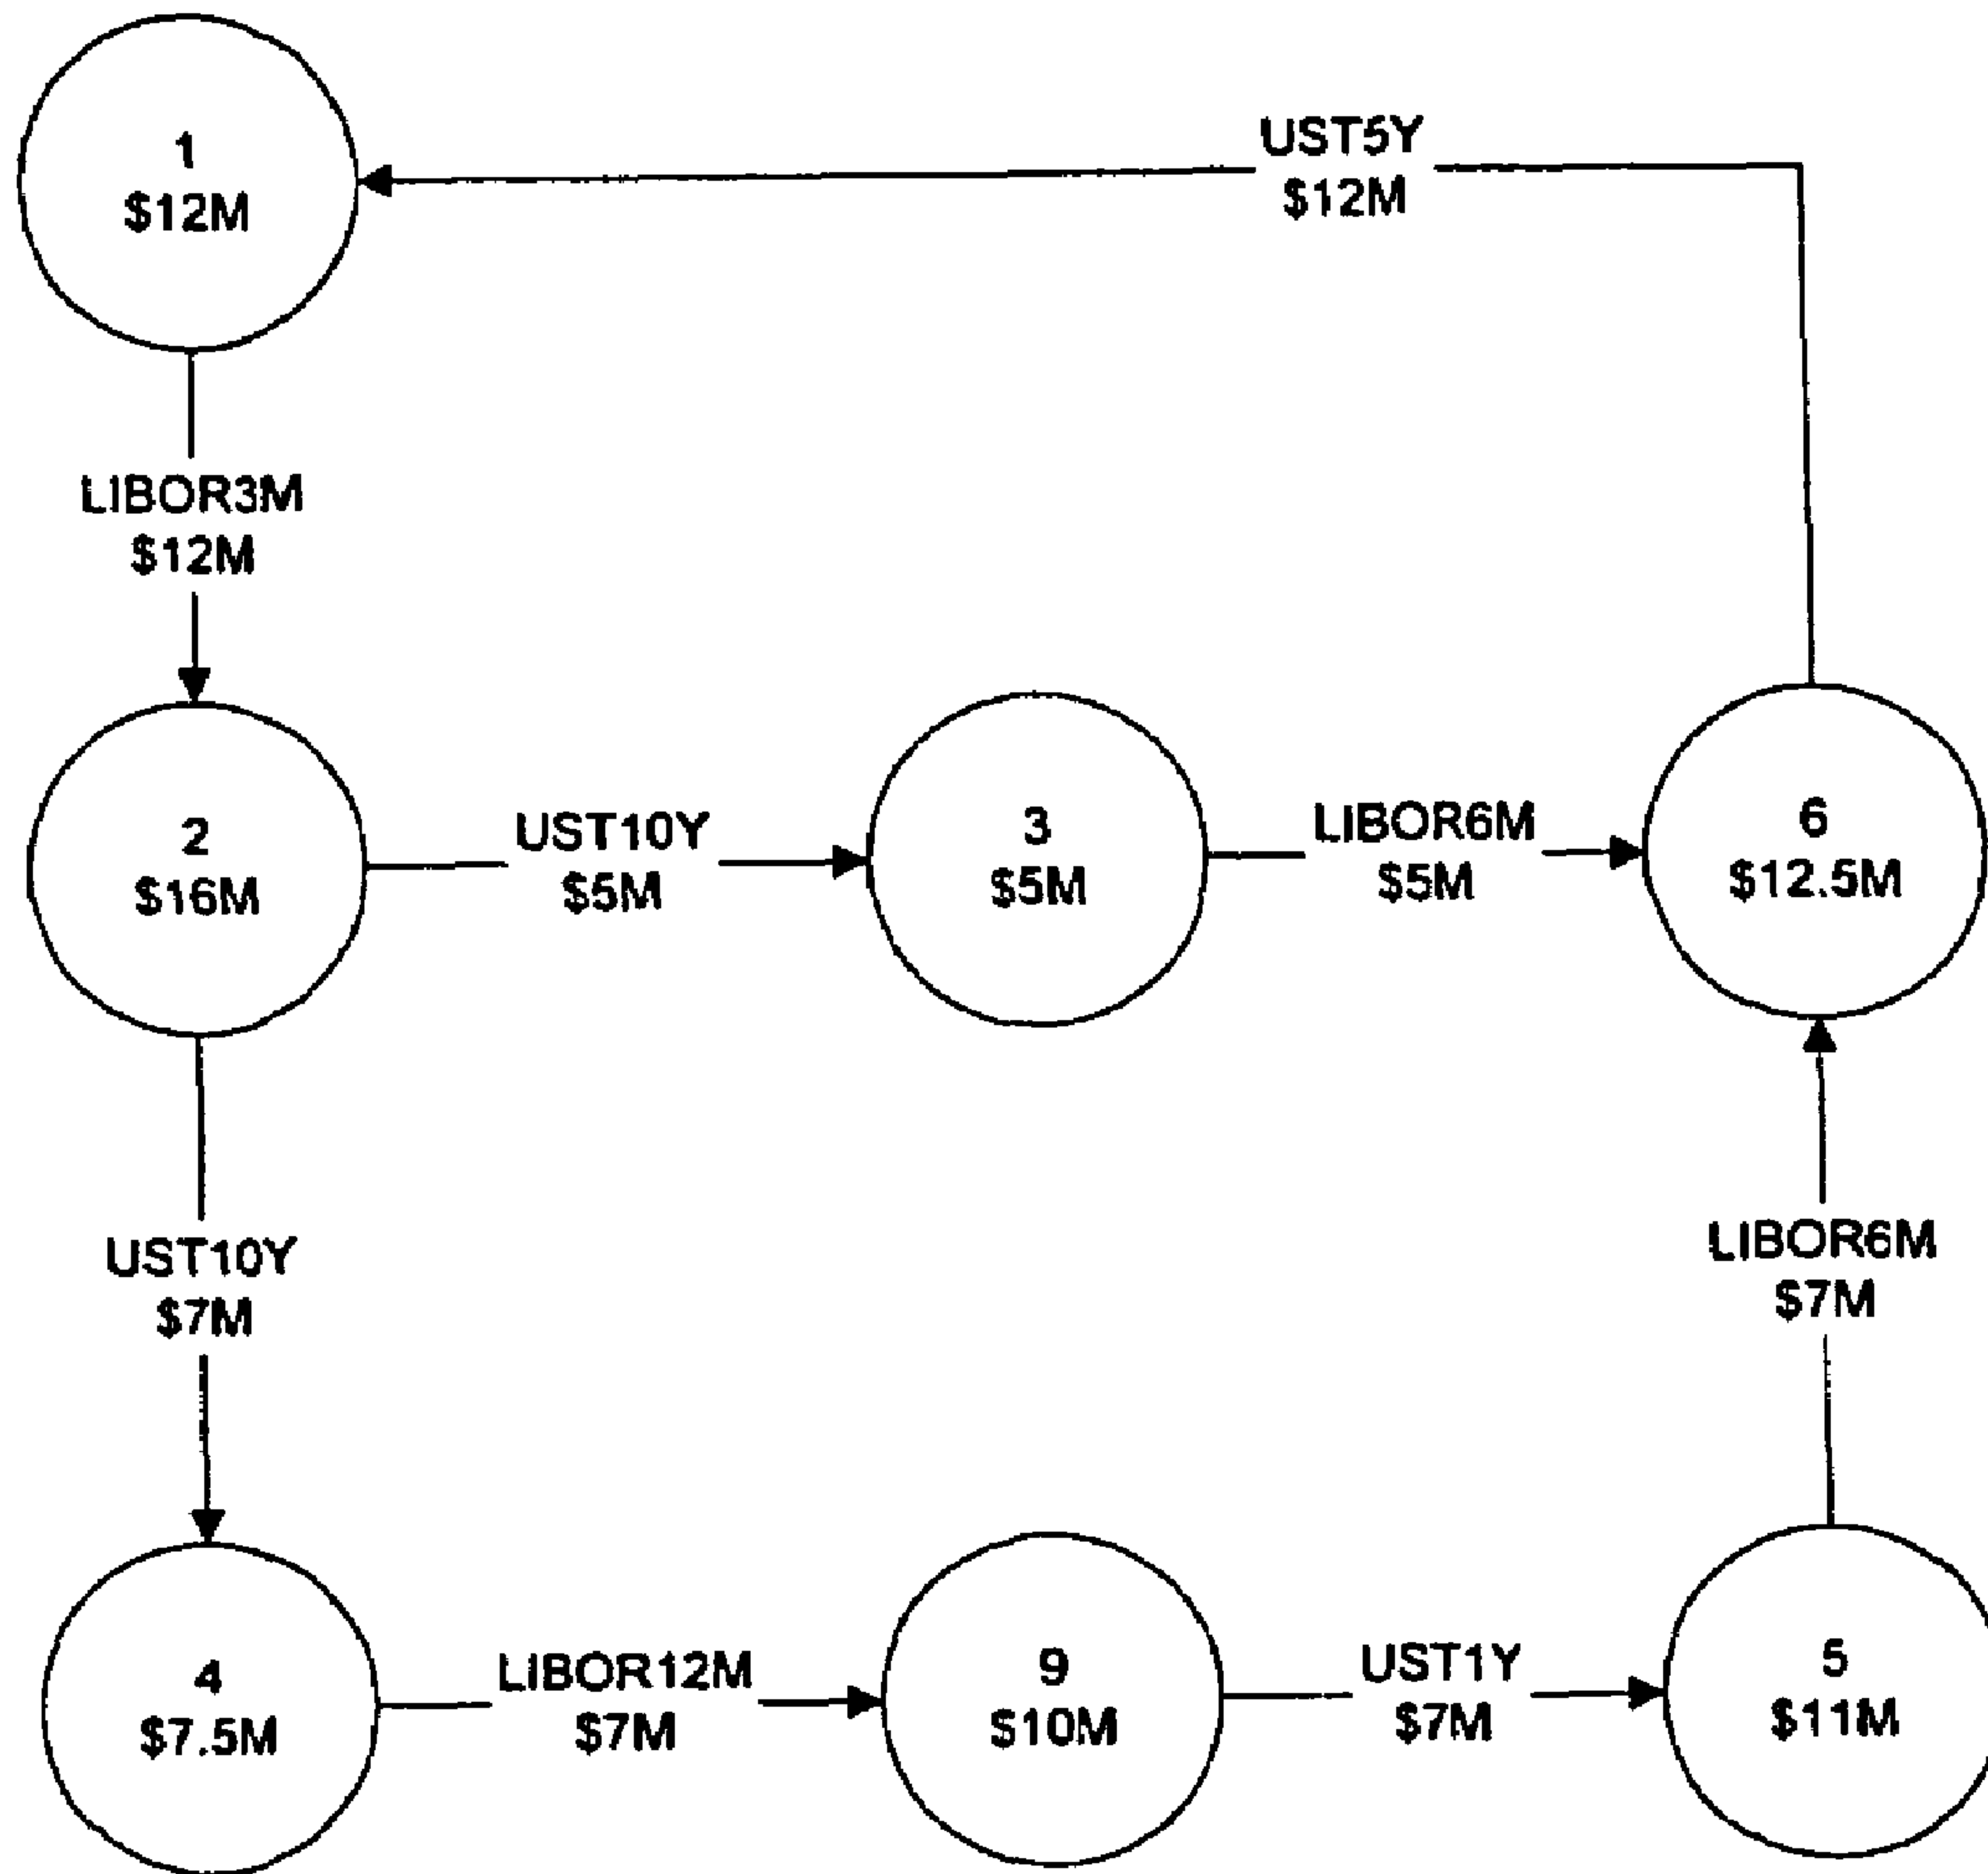 1
$12M
UST5Y
$12M
LIBOR3M
$12M
2
$16M
UST10Y
$5M
3
$5M
LIBOR6M
$5M
6
$12.5M
UST10Y
$7M
LIBOR6M
$7M
4
$7.5M
LIBOR12M
$7M
9
$10M
UST1Y
$7M
5
$11M